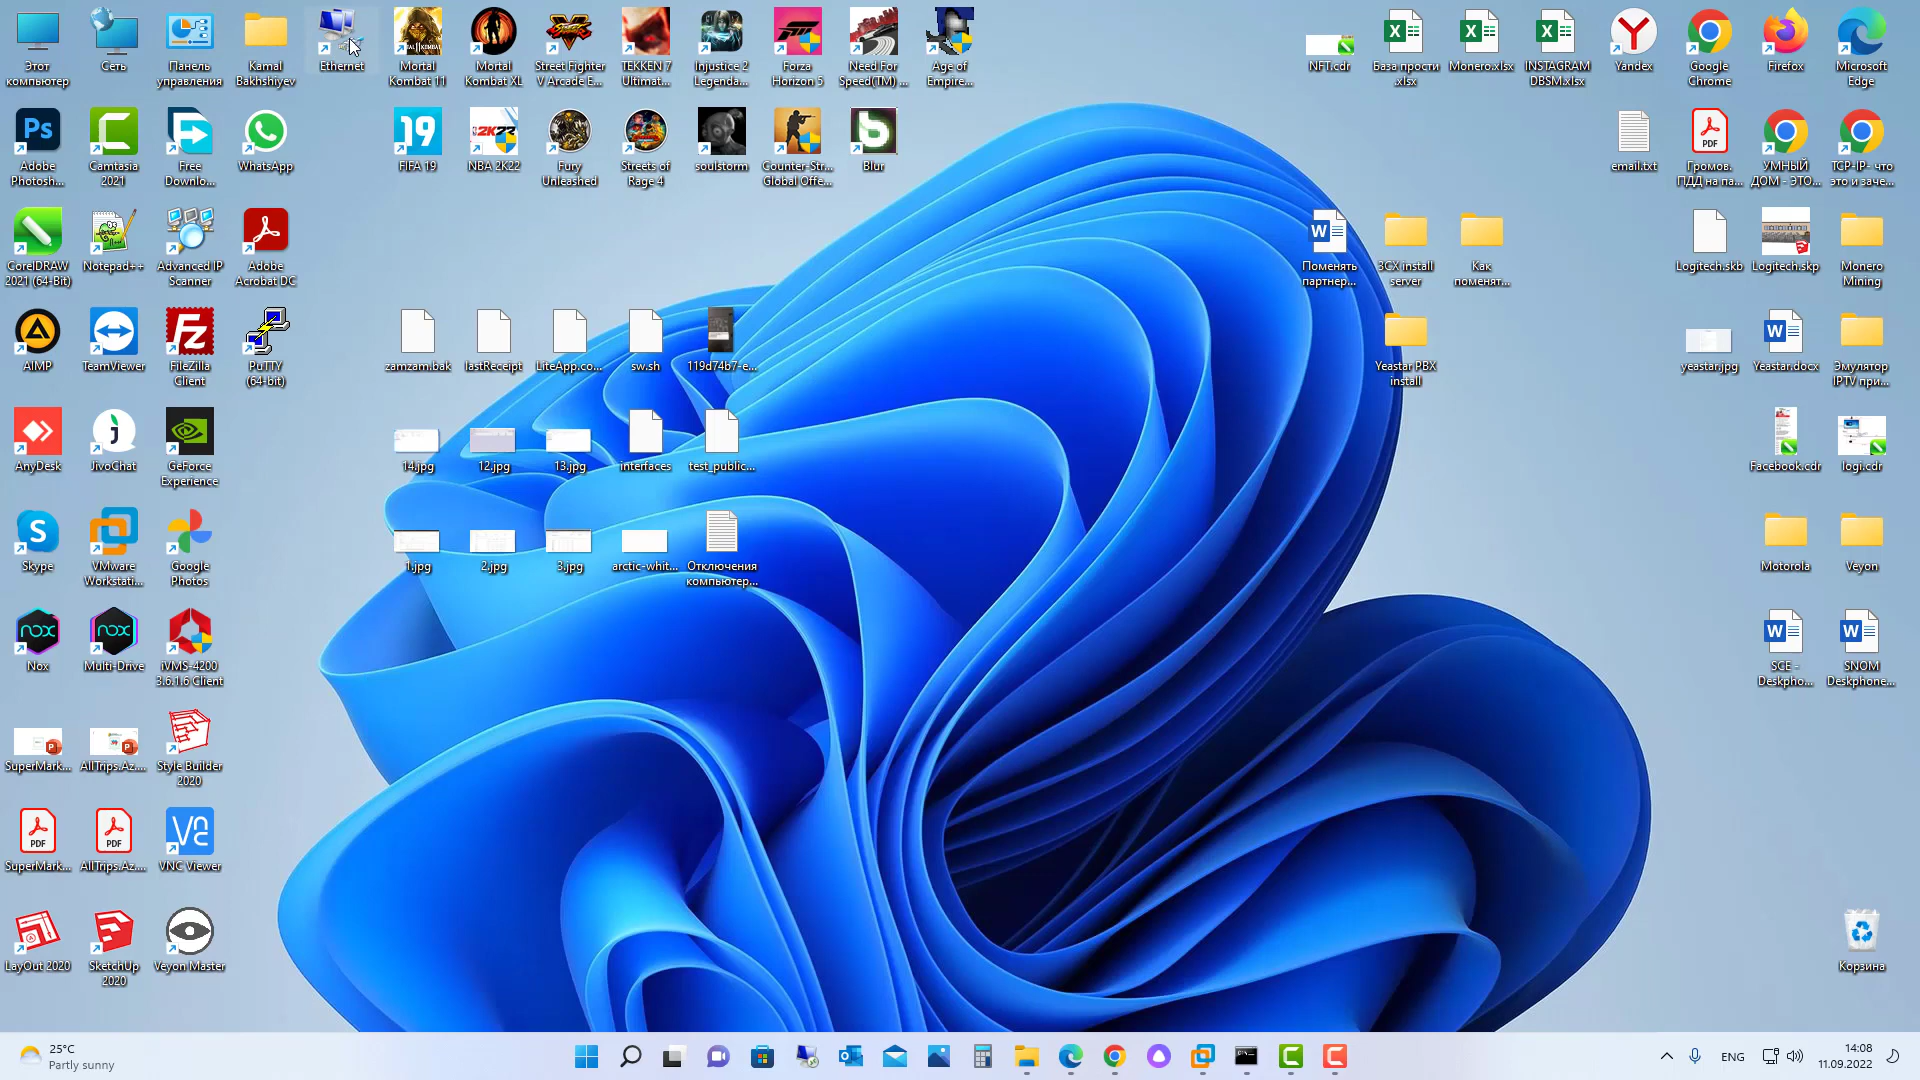 Этот
компьютер
Сеть
Панель
управления
Kamal
Bakhshiyev
Ethernet
Mortal
Kombat 11
Mortal
Kombat XL
Street Fighter
V Arcade E...
TEKKEN 7
Ultimat...
Injustice 2
Legenda...
Forza
Horizon 5
Need For
Speed(TM) ...
Age of
Empire...
NFT.cdr
База прости
.xlsx
Monero.xlsx
INSTAGRAM
DBSM.xlsx
Yandex
Google
Chrome
Firefox
Microsoft
Edge
Adobe
Photosh...
Camtasia
2021
Free
Downlo...
WhatsApp
FIFA 19
NBA 2K22
Fury
Unleashed
Streets of
Rage 4
soulstorm
Counter-Str...
Global Offe...
Blur
email.txt
Громов.
ПДД на па...
УМНЫЙ
ДОМ - ЭТО...
TCP-IP- что
это и заче...
CorelDRAW
2021 (64-Bit)
Notepad++
Advanced IP
Scanner
Adobe
Acrobat DC
Поменять
партнер...
3CX install
server
Как
поменят...
Logitech.skb
Logitech.skp
Monero
Mining
AIMP
TeamViewer
FileZilla
Client
PuTTY
(64-bit)
zamzam.bak
lastReceipt
LiteApp.co...
sw.sh
119d74b7-e...
Yeastar PBX
install
yeastar.jpg
Yeastar.docx
Эмулятор
IPTV при...
AnyDesk
JivoChat
GeForce
Experience
14.jpg
12.jpg
13.jpg
interfaces
test_public...
Facebook.cdr
logi.cdr
Skype
VMware
Workstati...
Google
Photos
1.jpg
2.jpg
3.jpg
arctic-whit...
Отключения
компьютер...
Motorola
Veyon
Nox
Multi-Drive
iVMS-4200
3.6.1.6 Client
SCE -
Deskpho...
SNOM
Deskphone...
SuperMark...
AllTrips.Az....
Style Builder
2020
SuperMark...
AllTrips.Az....
VNC Viewer
LayOut 2020
SketchUp
2020
Veyon Master
Корзина
25°C
Partly sunny
ENG
14:08
11.09.2022